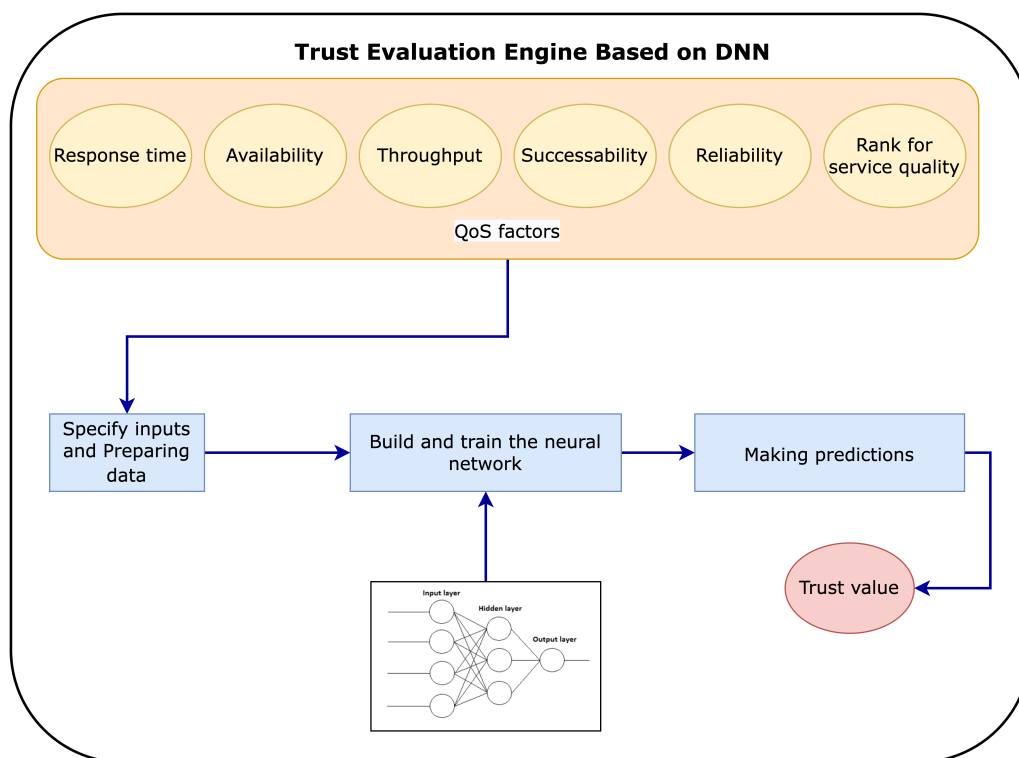 Trust Evaluation Engine Based on DNN
Response time
Availability
Throughput
Successability
Reliability
Rank for
service quality
QoS factors
Specify inputs
and Preparing
data
Build and train the neural
network
Making predictions
Trust value
Input layer
Hidden layer
Output layer